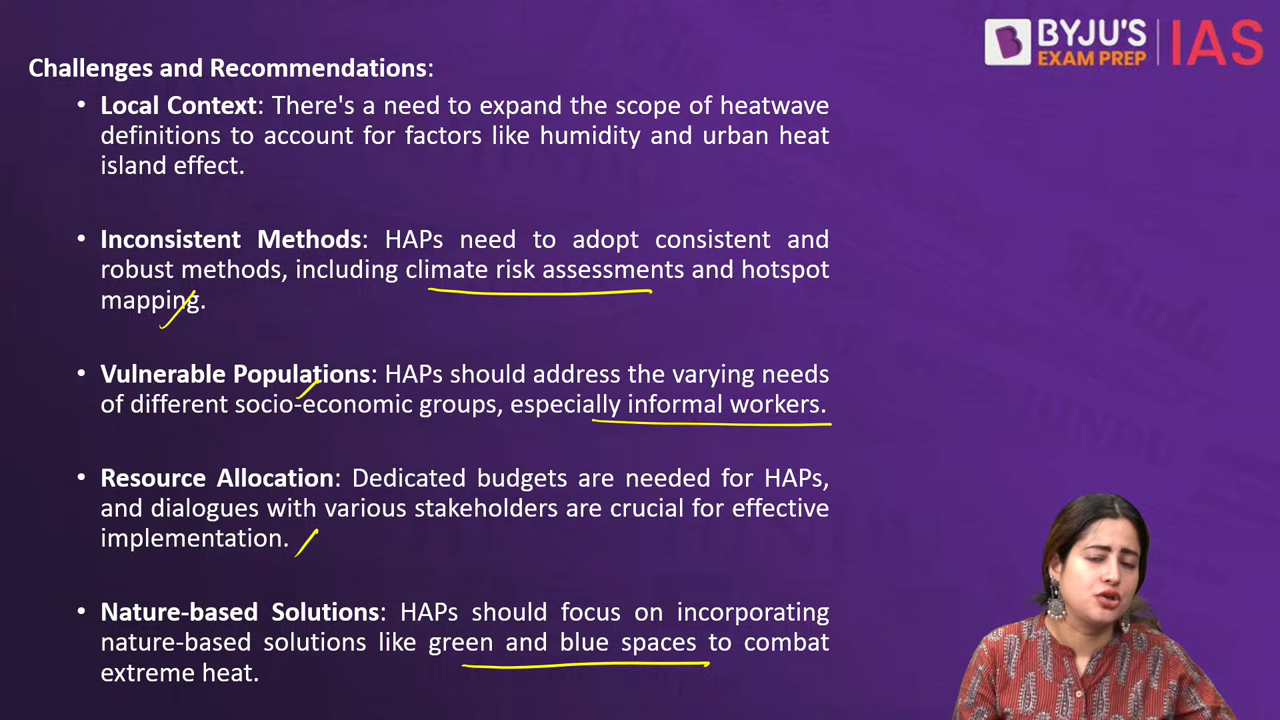 BYJU'S
EXAM PREP
IAS
Challenges and Recommendations:
• Local Context: There's a need to expand the scope of heatwave
definitions to account for factors like humidity and urban heat
island effect.
• Inconsistent Methods: HAPs need to adopt consistent and
robust methods, including climate risk assessments and hotspot
mapping.
• Vulnerable Populations: HAPs should address the varying needs
of different socio-economic groups, especially informal workers.
• Resource Allocation: Dedicated budgets are needed for HAPs,
and dialogues with various stakeholders are crucial for effective
implementation.
• Nature-based Solutions: HAPs should focus on incorporating
nature-based solutions like green and blue spaces to combat
extreme heat.